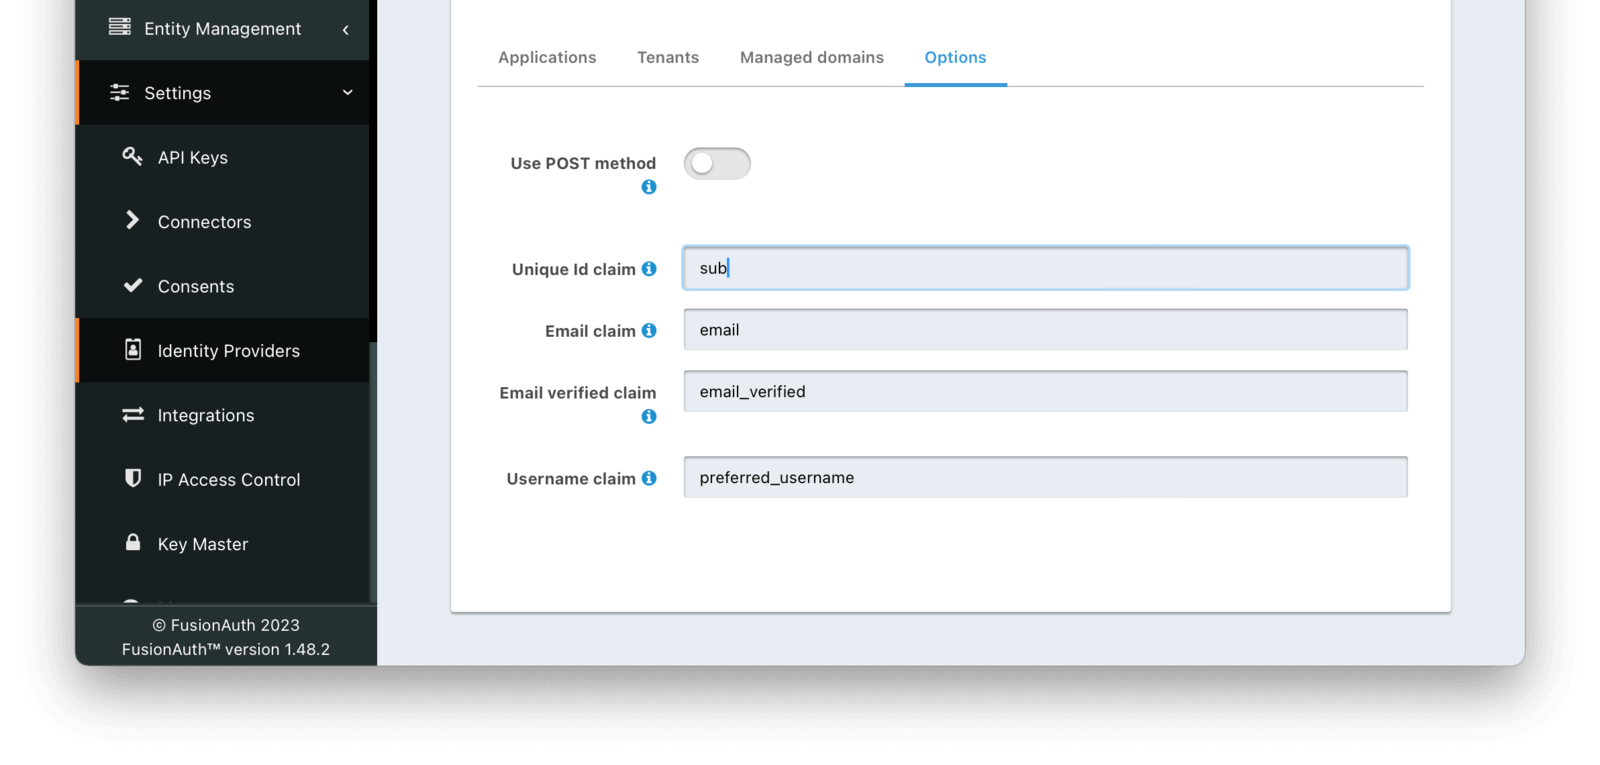 Entity Management
Settings
API Keys
Connectors
Consents
Identity Providers
Integrations
IP Access Control
Key Master
© FusionAuth 2023
FusionAuth™ version 1.48.2
Applications Tenants Managed domains Options
Use POST method
Unique Id claim sub
Email claim email
Email verified claim email_verified
Username claim preferred_username